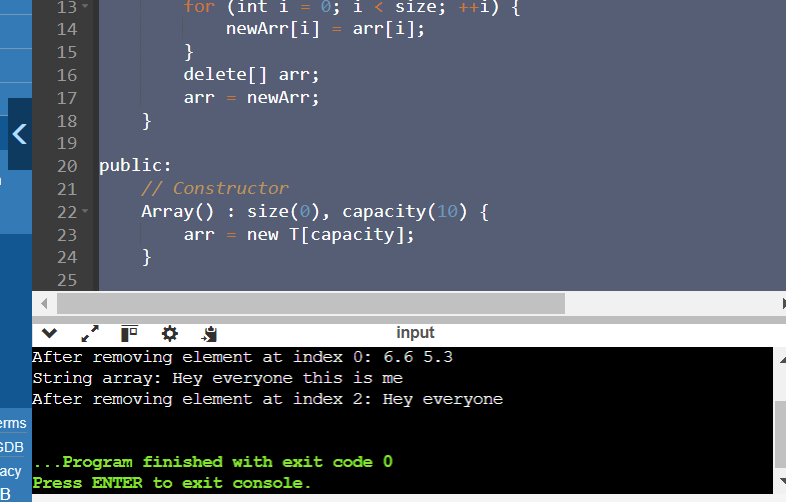 13 for (int i = 0; i < size; ++i) {
14 newArr[i] = arr[i];
15 }
16 delete[] arr;
17 arr = newArr;
18 }
19
20 public:
21 // Constructor
22 Array() : size(0), capacity(10) {
23 arr = new T[capacity];
24 }
25
input
After removing element at index 0: 6.6 5.3
String array: Hey everyone this is me
After removing element at index 2: Hey everyone
...Program finished with exit code 0
Press ENTER to exit console.
erms
GDB
acy
B